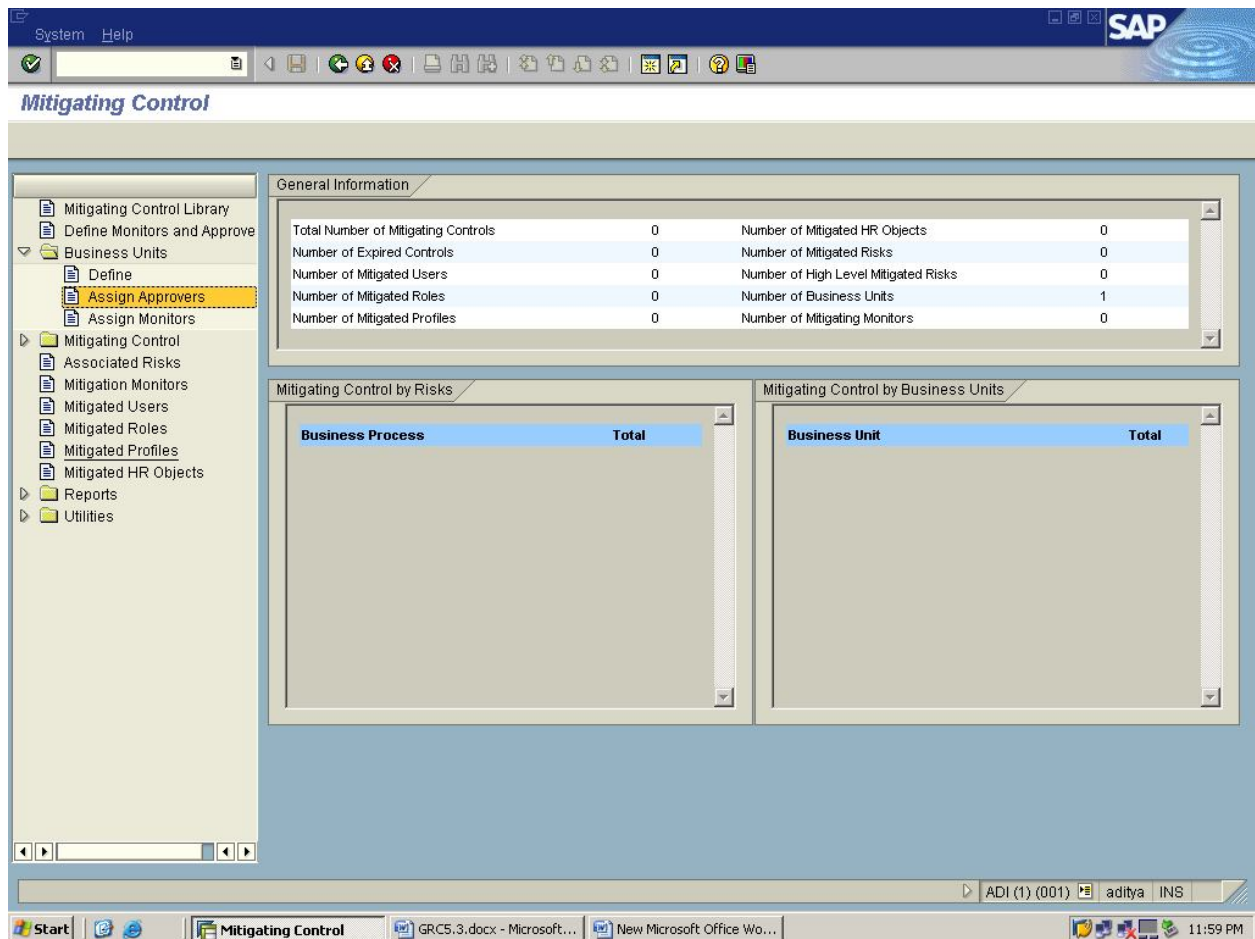 System Help
SAP
Mitigating Control
Mitigating Control Library
Define Monitors and Approve
Business Units
Define
Assign Approvers
Assign Monitors
Mitigating Control
Associated Risks
Mitigation Monitors
Mitigated Users
Mitigated Roles
Mitigated Profiles
Mitigated HR Objects
Reports
Utilities
General Information
Total Number of Mitigating Controls 0 Number of Mitigated HR Objects 0
Number of Expired Controls 0 Number of Mitigated Risks 0
Number of Mitigated Users 0 Number of High Level Mitigated Risks 0
Number of Mitigated Roles 0 Number of Business Units 1
Number of Mitigated Profiles 0 Number of Mitigating Monitors 0
Mitigating Control by Risks
Business Process Total
Mitigating Control by Business Units
Business Unit Total
ADI (1) (001) aditya INS
Start Mitigating Control GRC5.3.docx - Microsoft... New Microsoft Office Wo... 11:59 PM